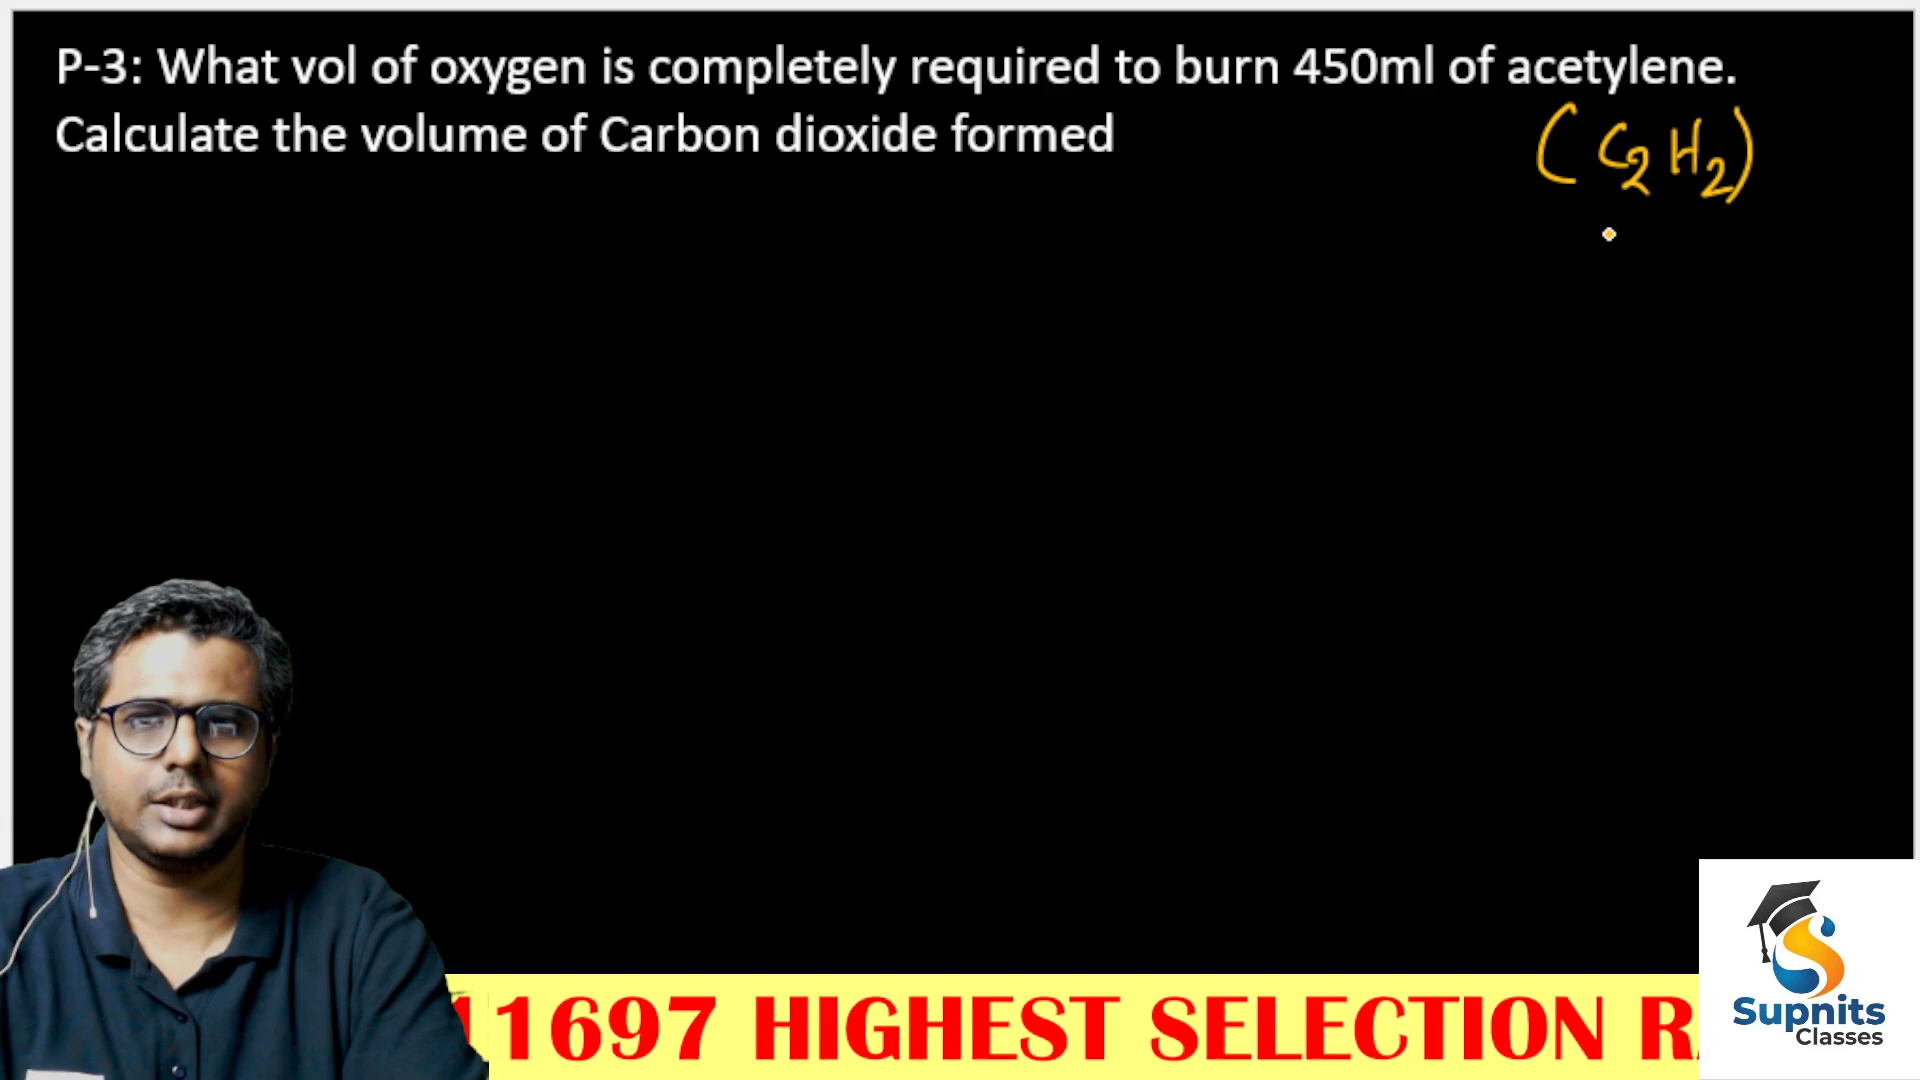 P-3: What vol of oxygen is completely required to burn 450ml of acetylene.
Calculate the volume of Carbon dioxide formed
(C2H2)
11697 HIGHEST SELECTION
Supnits
Classes